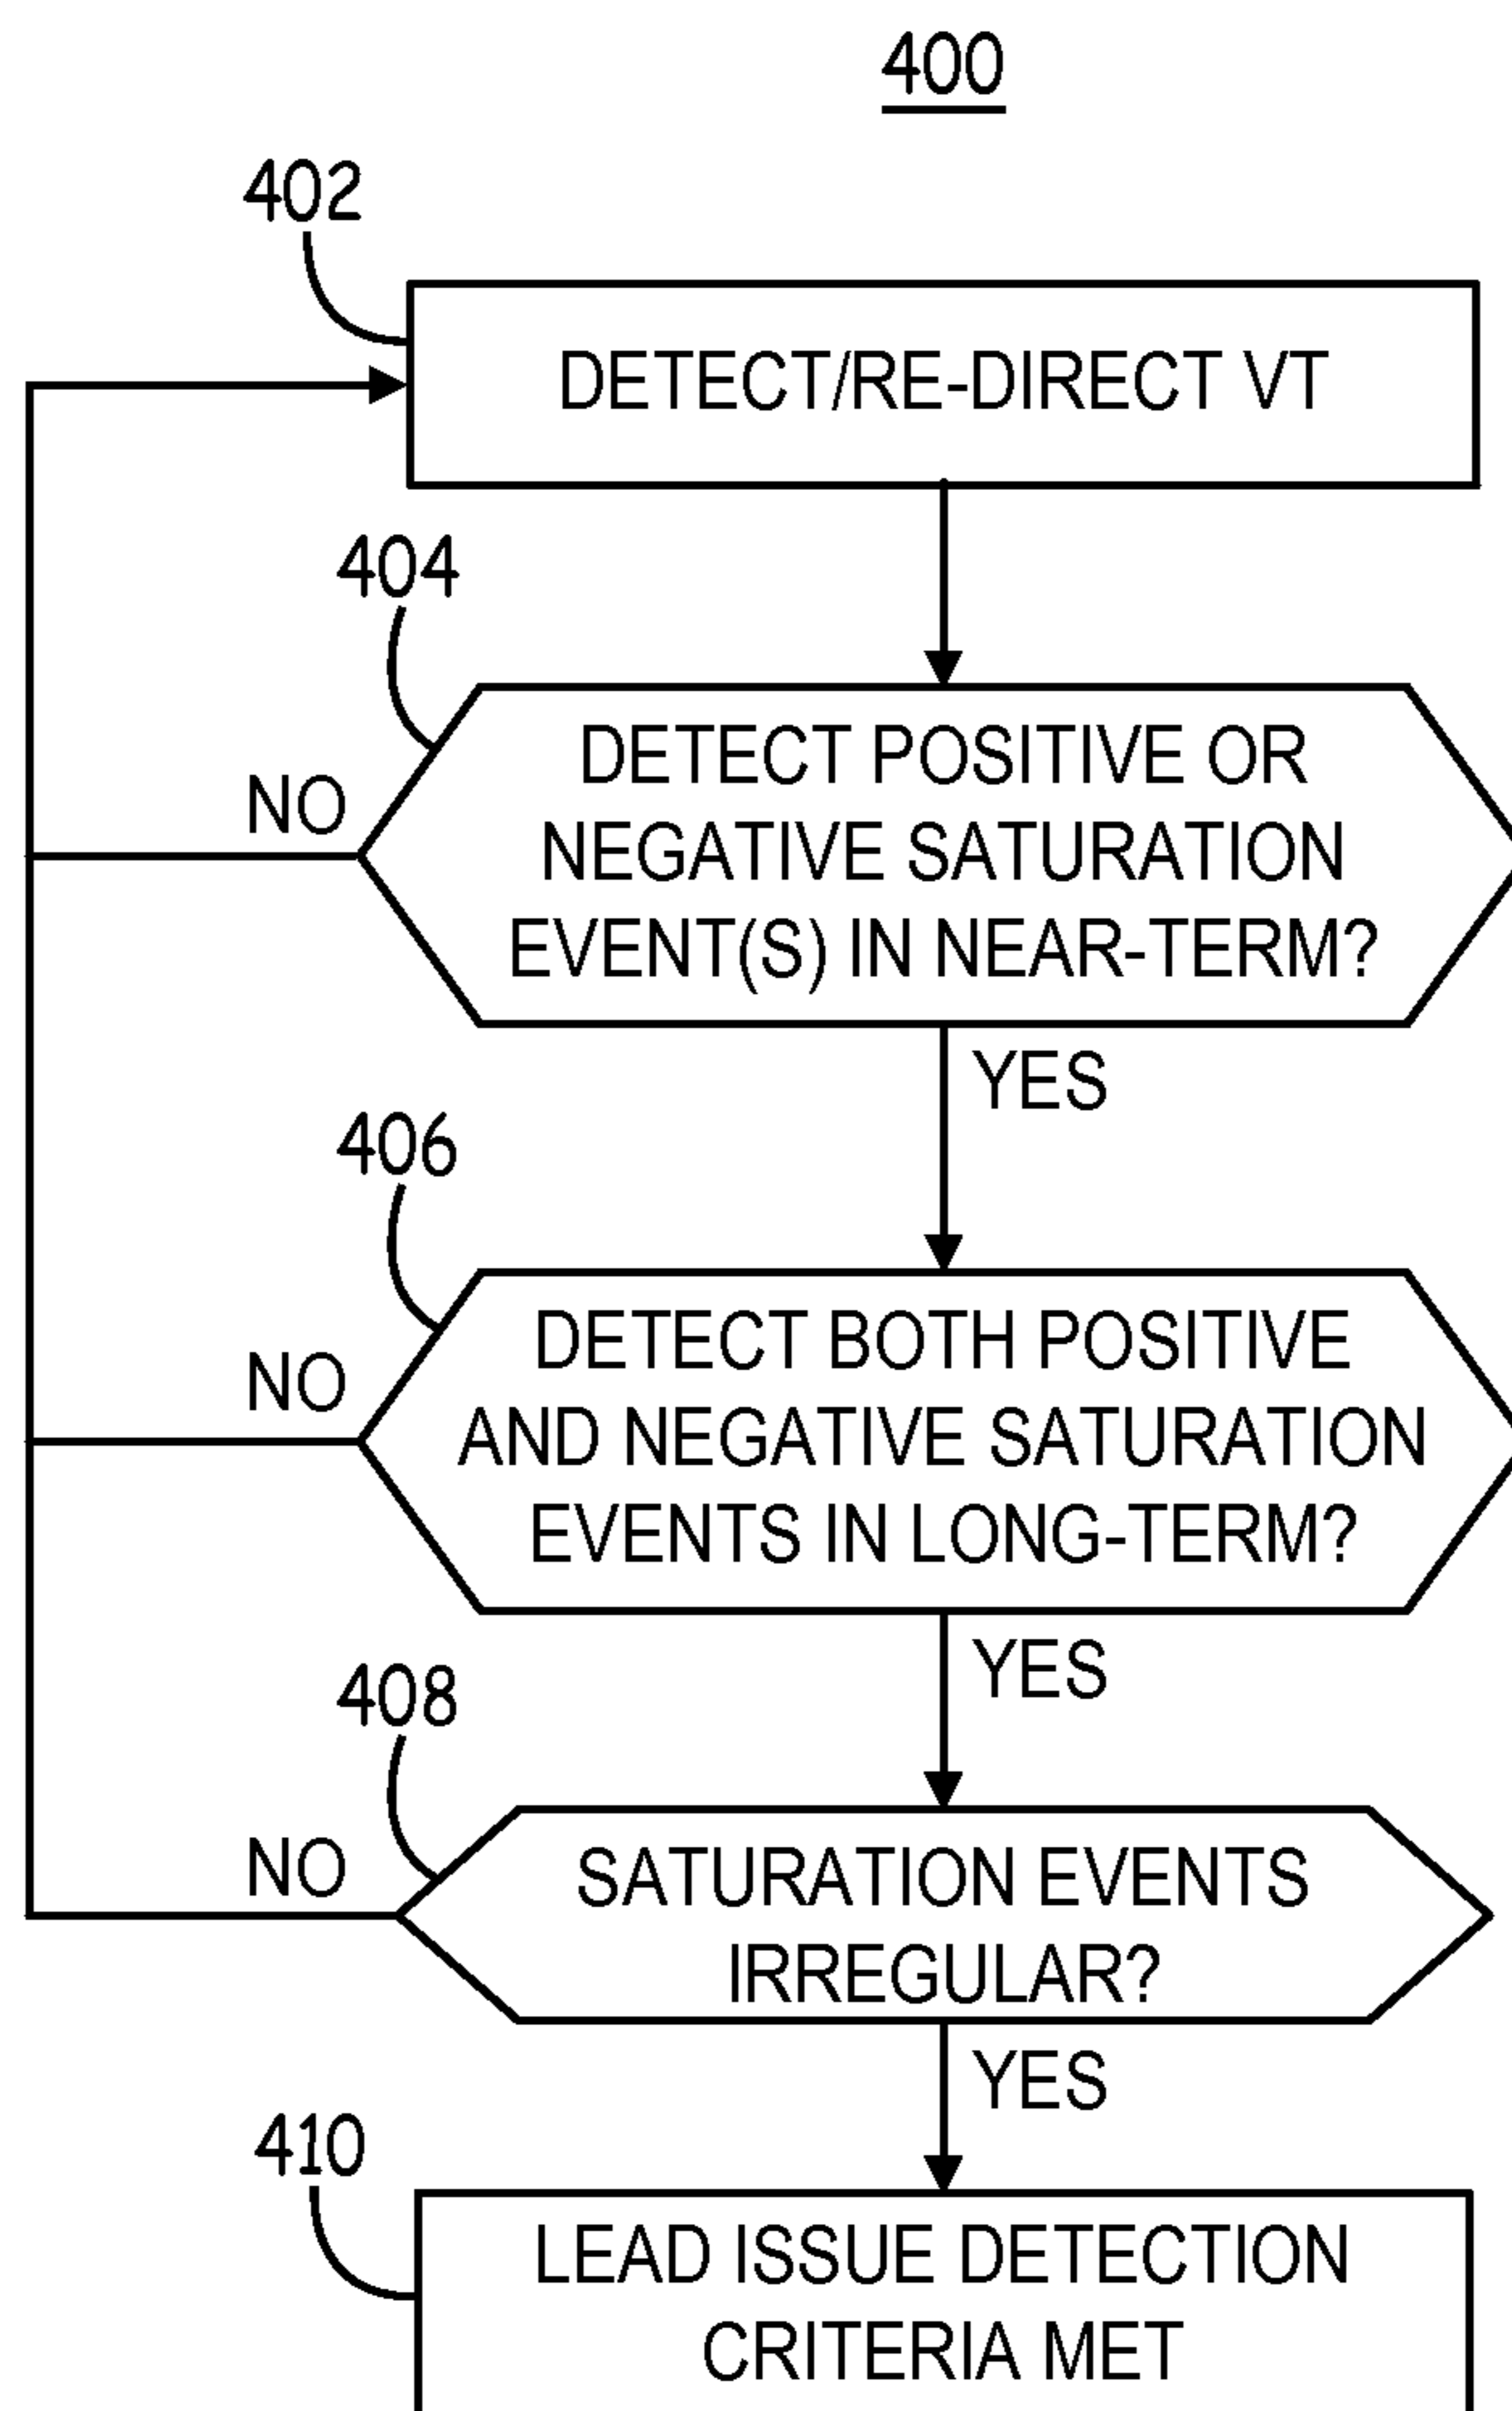 400
402
DETECT/RE-DIRECT VT
404
NO
DETECT POSITIVE OR
NEGATIVE SATURATION
EVENT(S) IN NEAR-TERM?
YES
406
NO
DETECT BOTH POSITIVE
AND NEGATIVE SATURATION
EVENTS IN LONG-TERM?
YES
408
NO
SATURATION EVENTS
IRREGULAR?
YES
410
LEAD ISSUE DETECTION
CRITERIA MET